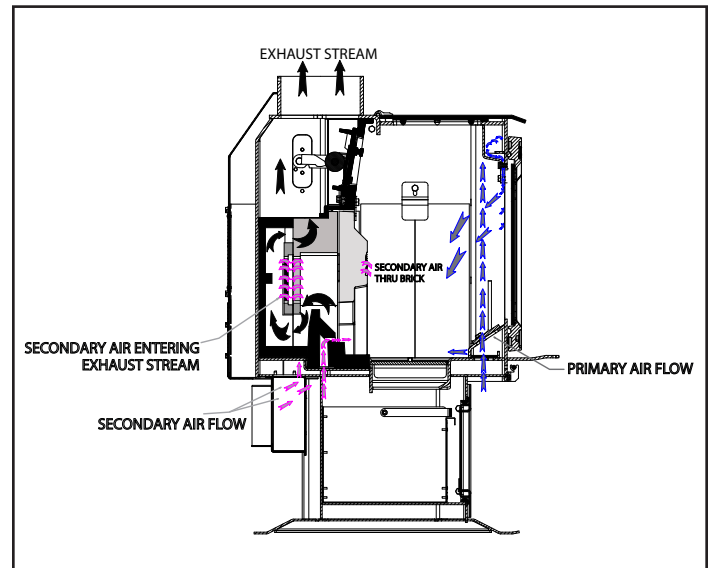 EXHAUST STREAM
SECONDARY AIR
THRU BRICK
SECONDARY AIR ENTERING
EXHAUST STREAM
PRIMARY AIR FLOW
SECONDARY AIR FLOW